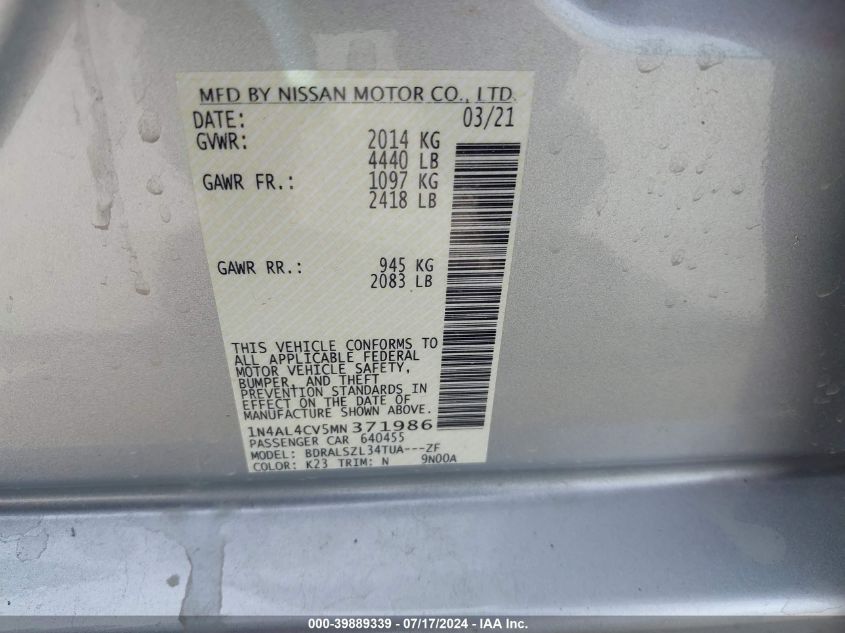 MFD BY NISSAN MOTOR CO., LTD.
DATE: 03/21
GVWR: 2014 KG
4440 LB
GAWR FR.: 1097 KG
2418 LB
GAWR RR.: 945 KG
2083 LB
THIS VEHICLE CONFORMS TO
ALL APPLICABLE FEDERAL
MOTOR VEHICLE SAFETY,
BUMPER, AND THEFT
PREVENTION STANDARDS IN
EFFECT ON THE DATE OF
MANUFACTURE SHOWN ABOVE.
1N4AL4CV5MN371986
PASSENGER CAR 640455
MODEL: BDRALSZL34TUA---ZF
COLOR: K23 TRIM: N 9N00A
000-39889339 | 07/17/2024 - IAA Inc.